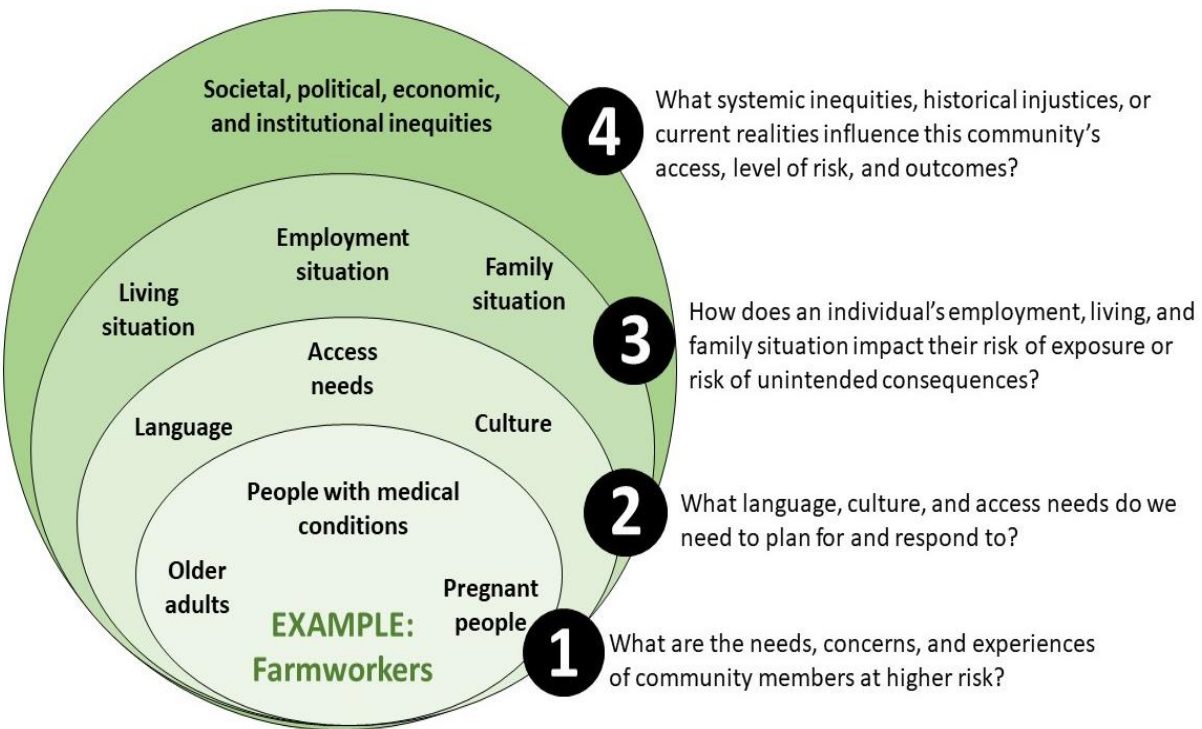 Societal, political, economic,
and institutional inequities
4
What systemic inequities, historical injustices, or
current realities influence this community's
access, level of risk, and outcomes?
Employment
situation
Family
situation
Living
situation
3
How does an individual's employment, living, and
family situation impact their risk of exposure or
risk of unintended consequences?
Access
needs
Language
Culture
2
What language, culture, and access needs do we
need to plan for and respond to?
People with medical
conditions
Older
adults
Pregnant
people
EXAMPLE:
Farmworkers
1
What are the needs, concerns, and experiences
of community members at higher risk?